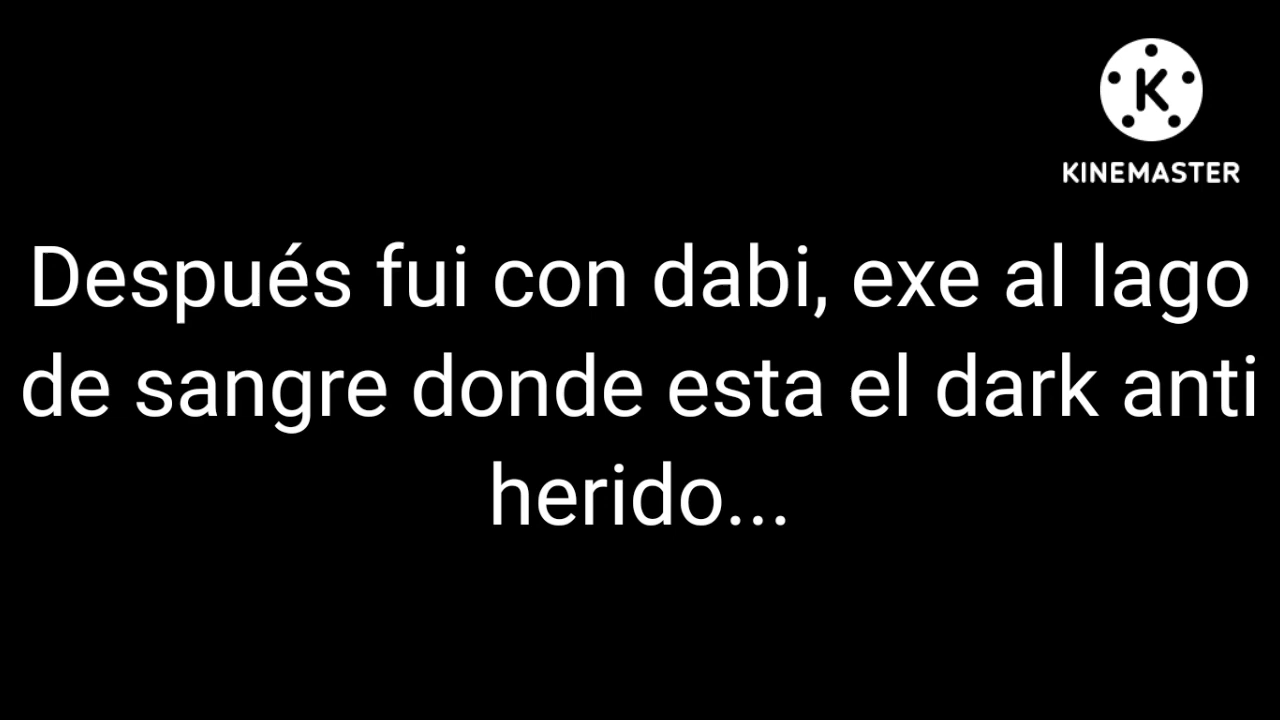 K
KINEMASTER
Después fui con dabi, exe al lago
de sangre donde esta el dark anti
herido...